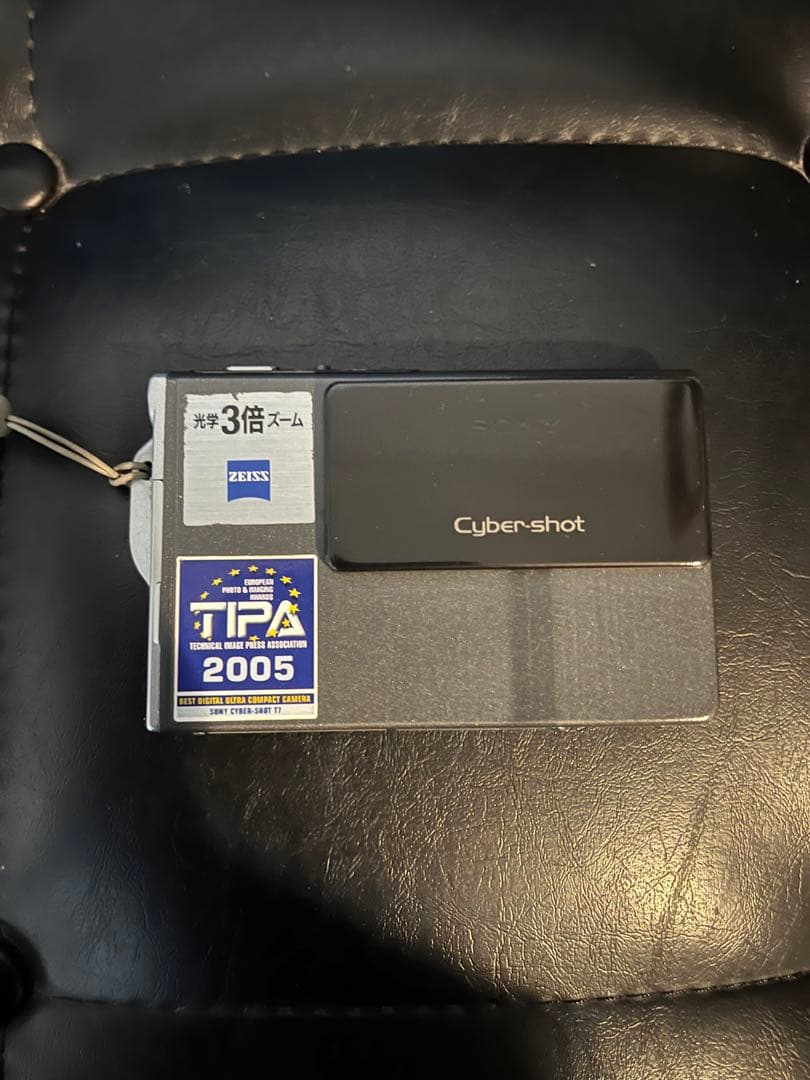 光学3倍ズーム
ZEISS
SONY
Cyber-shot
EUROPEAN
PHOTO & IMAGING
AWARDS
TIPA
TECHNICAL IMAGE PRESS ASSOCIATION
2005
BEST DIGITAL ULTRA COMPACT CAMERA
SONY CYBER-SHOT T7